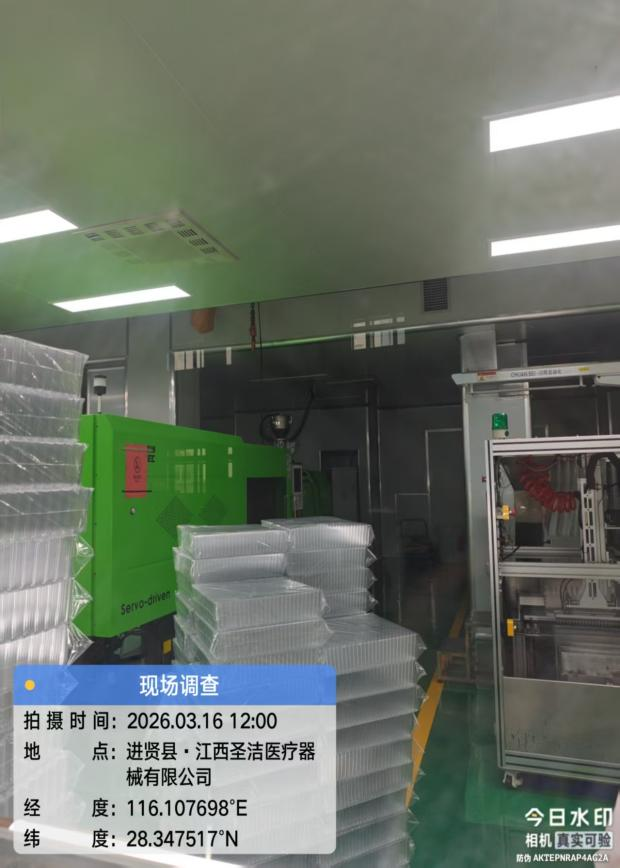 CHUAN BEI
Servo-driven
现场调查
拍摄时间：2026.03.16 12:00
地点：进贤县·江西圣洁医疗器
械有限公司
经度：116.107698°E
纬度：28.347517°N
今日水印
相机 真实可验
防伪 AKTEPNRAP4AG2A